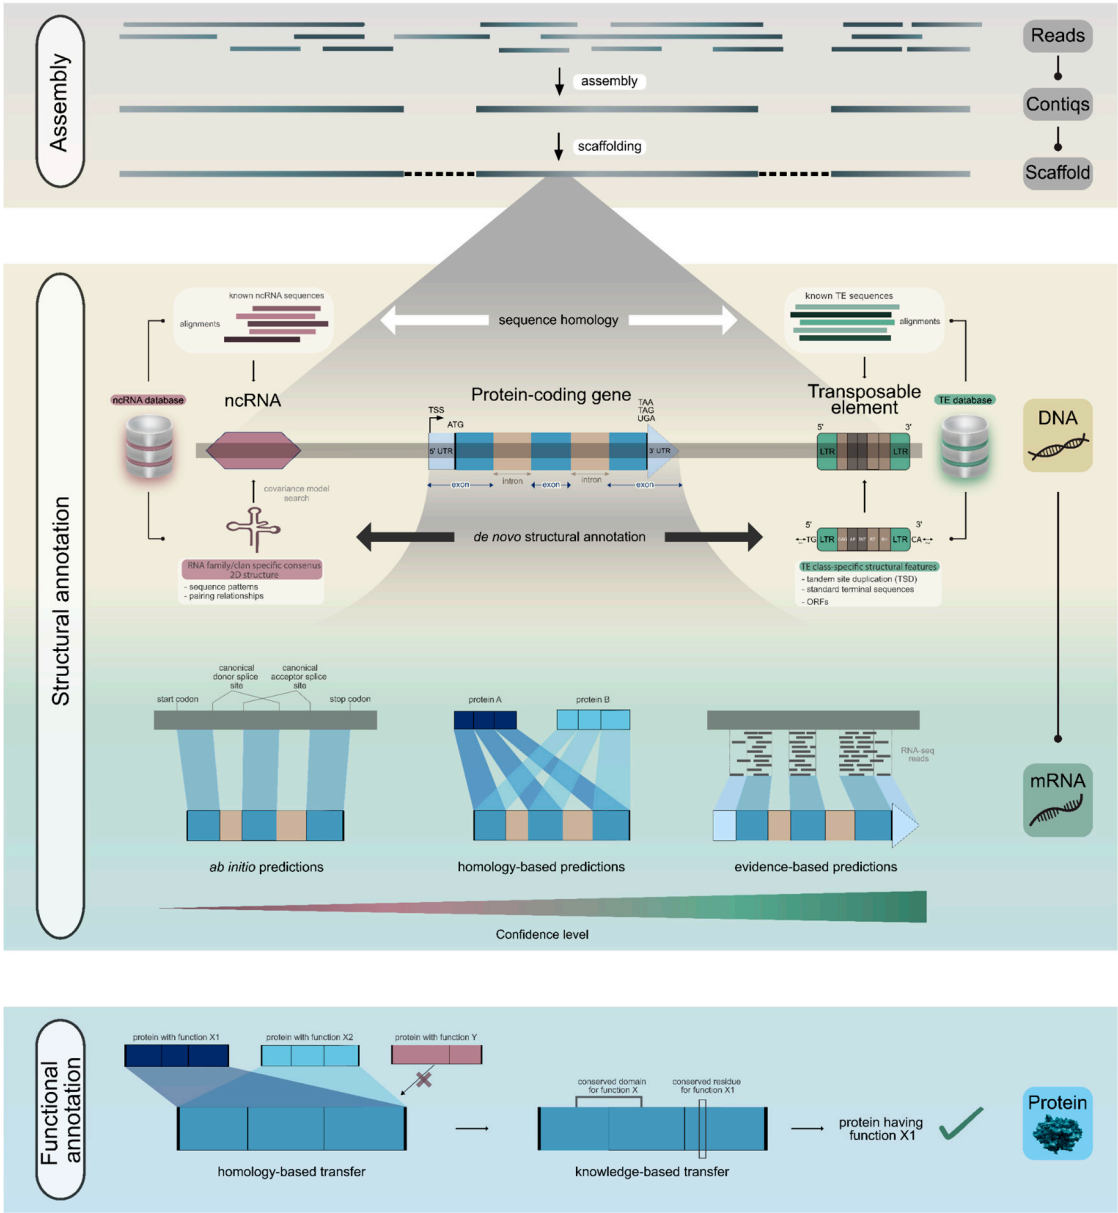 Assembly
Reads
assembly
Contiqs
scaffolding
Scaffold
Structural annotation
known ncRNA sequences
alignments
sequence homology
known TE sequences
alignments
ncRNA database
ncRNA
Protein-coding gene
Transposable
element
TE database
DNA
TSS
ATG
TAA
TAG
UGA
5'
3'
5' UTR
3' UTR
LTR
LTR
exon
intron
exon
intron
exon
covariance model
search
de novo structural annotation
5'
3'
TG
LTR
LTR
CA
RNA family/clan specific consenus
2D structure
- sequence patterns
- pairing relationships
TE class-specific structural features
- tandem site duplication (TSD)
- standard terminal sequences
- ORFs
start codon
canonical
donor splice
site
canonical
acceptor splice
site
stop codon
protein A
protein B
RNA-seq
reads
mRNA
ab initio predictions
homology-based predictions
evidence-based predictions
Confidence level
Functional
annotation
protein with function X1
protein with function X2
protein with function Y
homology-based transfer
conserved domain
for function X
conserved residue
for function X1
knowledge-based transfer
protein having
function X1
Protein